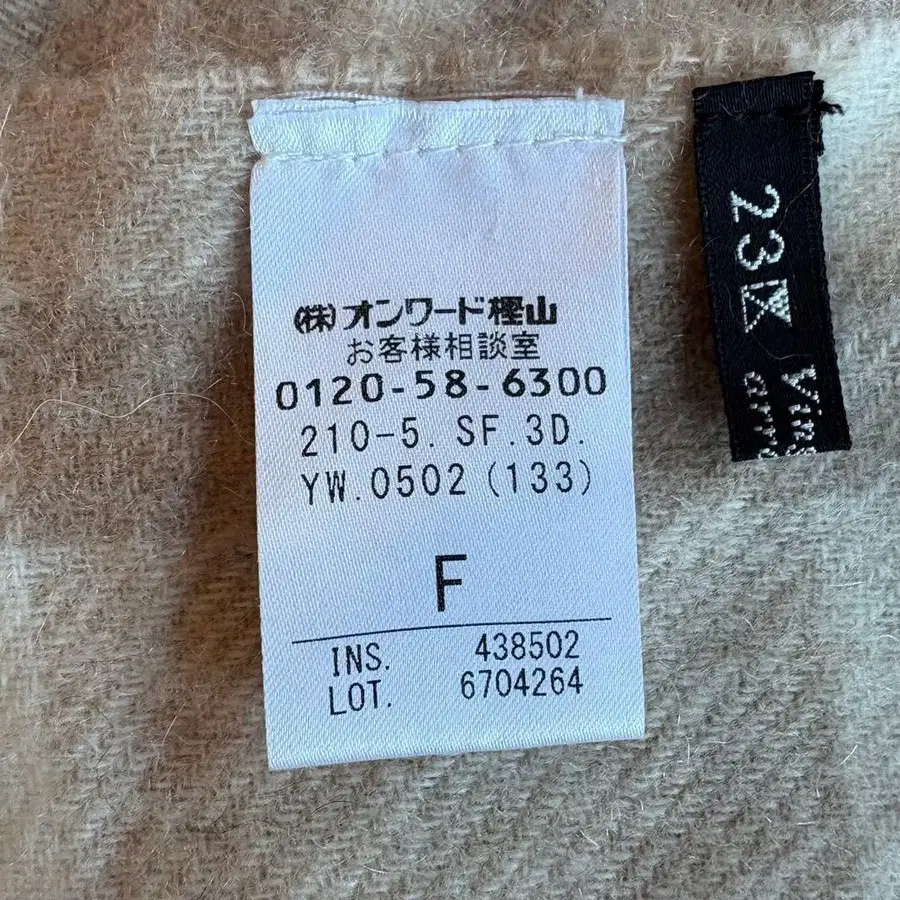 (株)オンワード樫山
お客様相談室
0120-58-6300
210-5. SF.3D.
YW.0502(133)
F
INS. 438502
LOT. 6704264
23区